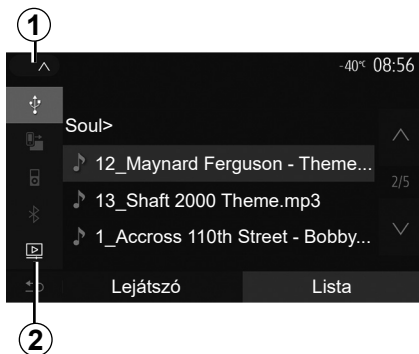 1
-40°C 08:56
Soul>
12_Maynard Ferguson - Theme...
2/5
13_Shaft 2000 Theme.mp3
1_Accross 110th Street - Bobby...
Lejátszó Lista
2